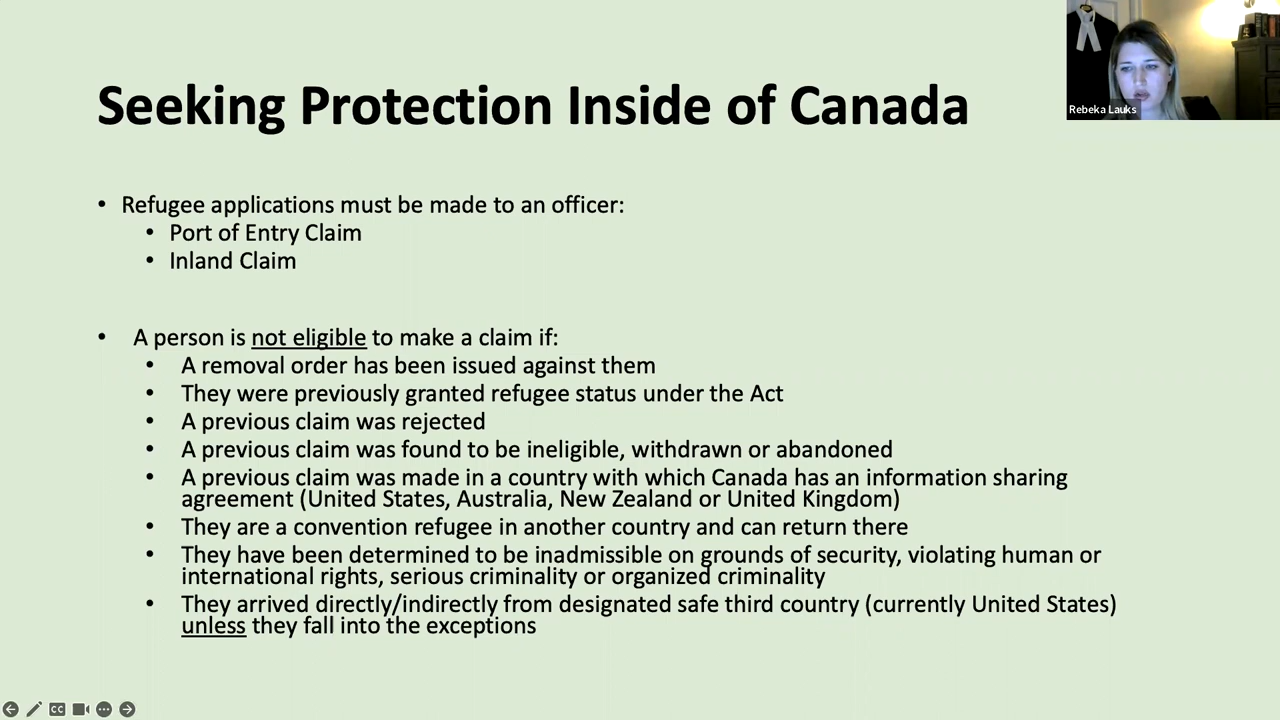 Seeking Protection Inside of Canada
Rebeka Lauks
• Refugee applications must be made to an officer:
• Port of Entry Claim
• Inland Claim
• A person is not eligible to make a claim if:
• A removal order has been issued against them
• They were previously granted refugee status under the Act
• A previous claim was rejected
• A previous claim was found to be ineligible, withdrawn or abandoned
• A previous claim was made in a country with which Canada has an information sharing
agreement (United States, Australia, New Zealand or United Kingdom)
• They are a convention refugee in another country and can return there
• They have been determined to be inadmissible on grounds of security, violating human or
international rights, serious criminality or organized criminality
• They arrived directly/indirectly from designated safe third country (currently United States)
unless they fall into the exceptions
CC